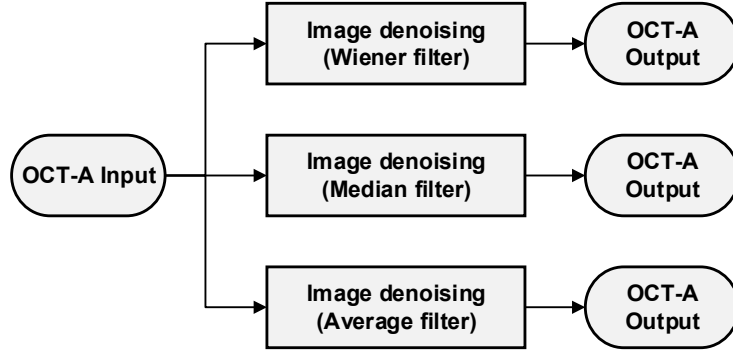 Image denoising
(Wiener filter)
OCT-A
Output
OCT-A Input
Image denoising
(Median filter)
OCT-A
Output
Image denoising
(Average filter)
OCT-A
Output